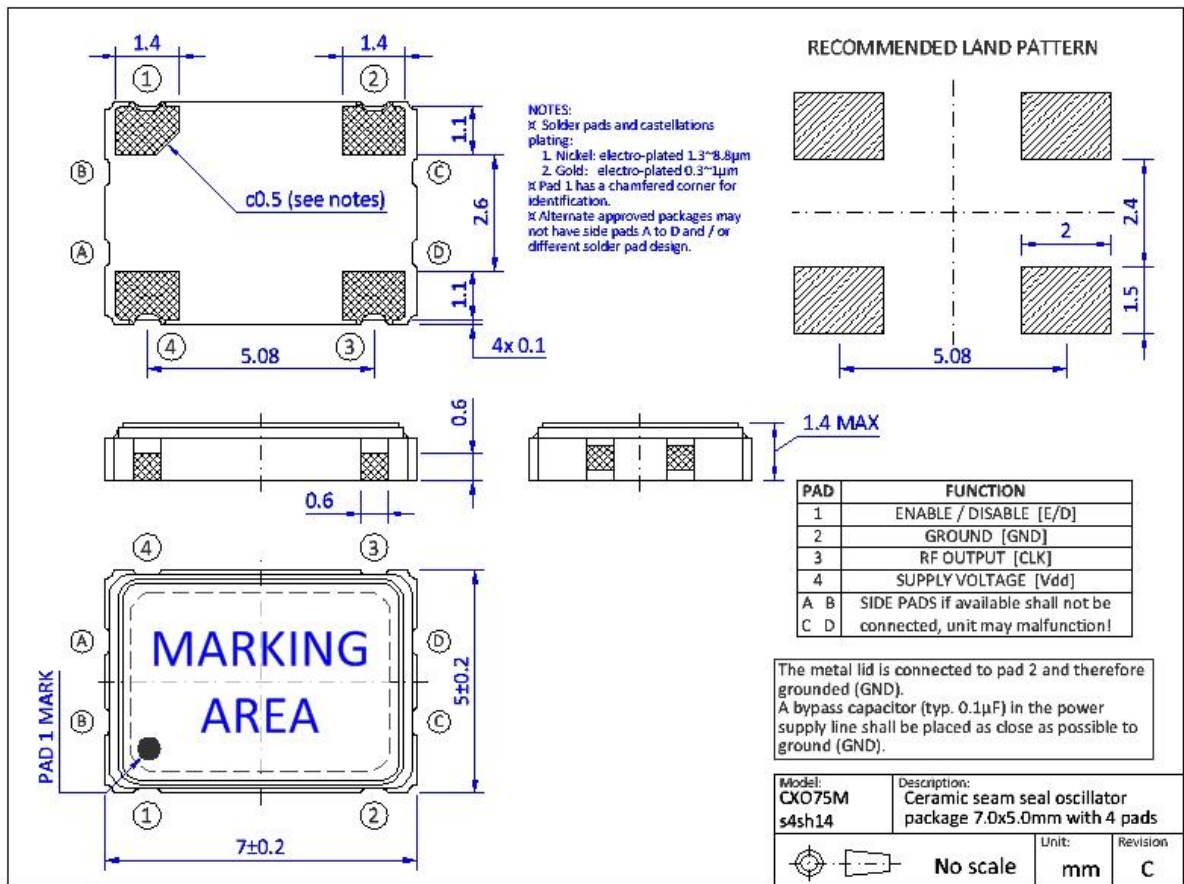 1.4
1.4
RECOMMENDED LAND PATTERN
1
2
NOTES:
¤ Solder pads and castellations
plating:
1. Nickel: electro-plated 1.3~8.8µm
2. Gold: electro-plated 0.3~1µm
¤ Pad 1 has a chamfered corner for
identification.
¤ Alternate approved packages may
not have side pads A to D and / or
different solder pad design.
1.1
B
C
c0.5 (see notes)
2.6
2.4
A
D
2
1.1
1.5
4
3
4x 0.1
5.08
5.08
0.6
1.4 MAX
0.6
PAD FUNCTION
1 ENABLE / DISABLE [E/D]
2 GROUND [GND]
3 RF OUTPUT [CLK]
4 SUPPLY VOLTAGE [Vdd]
A B SIDE PADS if available shall not be
C D connected, unit may malfunction!
4
3
A
D
MARKING
AREA
B
C
5±0.2
PAD 1 MARK
1
2
7±0.2
The metal lid is connected to pad 2 and therefore
grounded (GND).
A bypass capacitor (typ. 0.1µF) in the power
supply line shall be placed as close as possible to
ground (GND).
Model:
CXO75M
s4sh14
Description:
Ceramic seam seal oscillator
package 7.0x5.0mm with 4 pads
No scale
Unit:
mm
Revision
C